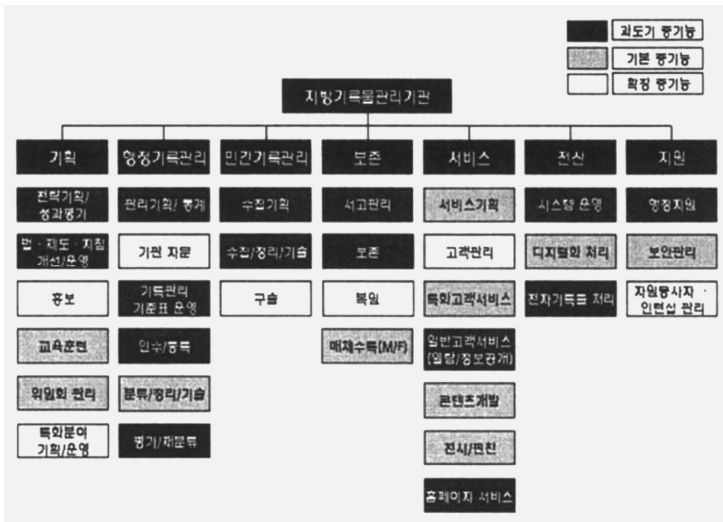 과도기 중기능
기본 중기능
확장 중기능
지방기록물관리기관
기획
행정기록관리
민간기록관리
보존
서비스
전산
지원
전략기획/
성과평가
관리기획/ 통계
수집기획
서고관리
서비스기획
시스템 운영
행정지원
법·제도·지침
개선/운영
기관 자문
수집/정리/기술
보존
고객관리
디지털화 처리
보안관리
홍보
기록관리
기준표 운영
구술
복원
특화고객서비스
전자기록물 처리
자원봉사자 ·
인턴십 관리
교육훈련
인수/등록
매체수록(M/F)
일반고객서비스
(열람/정보공개)
위원회 관리
분류/정리/기술
콘텐츠개발
특화분야
기획/운영
평가/재분류
전시/편찬
홈페이지 서비스